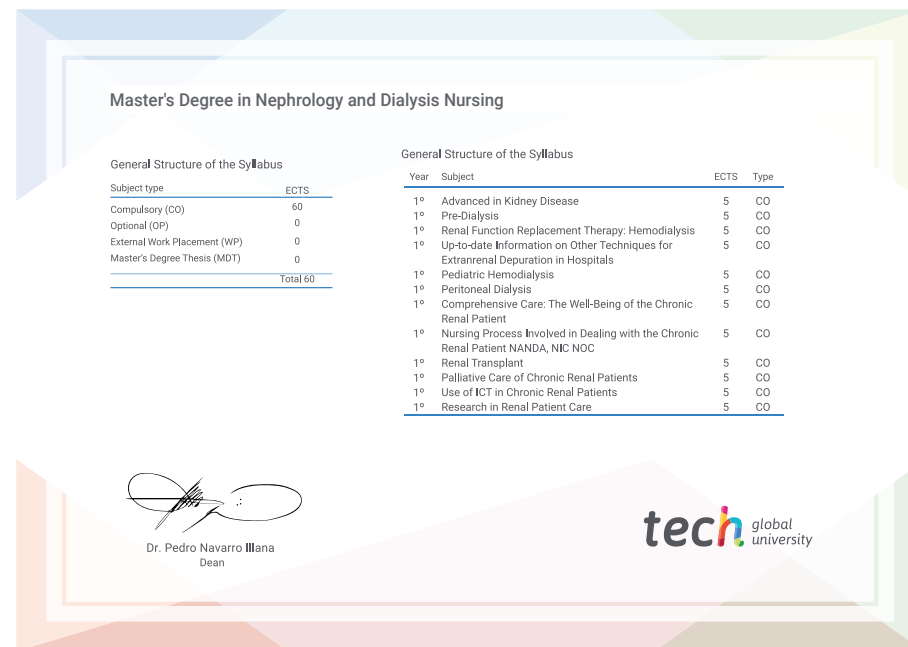 Master's Degree in Nephrology and Dialysis Nursing
General Structure of the Syllabus
Subject type ECTS
Compulsory (CO) 60
Optional (OP) 0
External Work Placement (WP) 0
Master's Degree Thesis (MDT) 0
Total 60
General Structure of the Syllabus
Year Subject ECTS Type
1º Advanced in Kidney Disease 5 CO
1º Pre-Dialysis 5 CO
1º Renal Function Replacement Therapy: Hemodialysis 5 CO
1º Up-to-date Information on Other Techniques for 5 CO
Extranrenal Depuration in Hospitals
1º Pediatric Hemodialysis 5 CO
1º Peritoneal Dialysis 5 CO
1º Comprehensive Care: The Well-Being of the Chronic 5 CO
Renal Patient
1º Nursing Process Involved in Dealing with the Chronic 5 CO
Renal Patient NANDA, NIC NOC
1º Renal Transplant 5 CO
1º Palliative Care of Chronic Renal Patients 5 CO
1º Use of ICT in Chronic Renal Patients 5 CO
1º Research in Renal Patient Care 5 CO
Dr. Pedro Navarro Illana
Dean
tech global
university